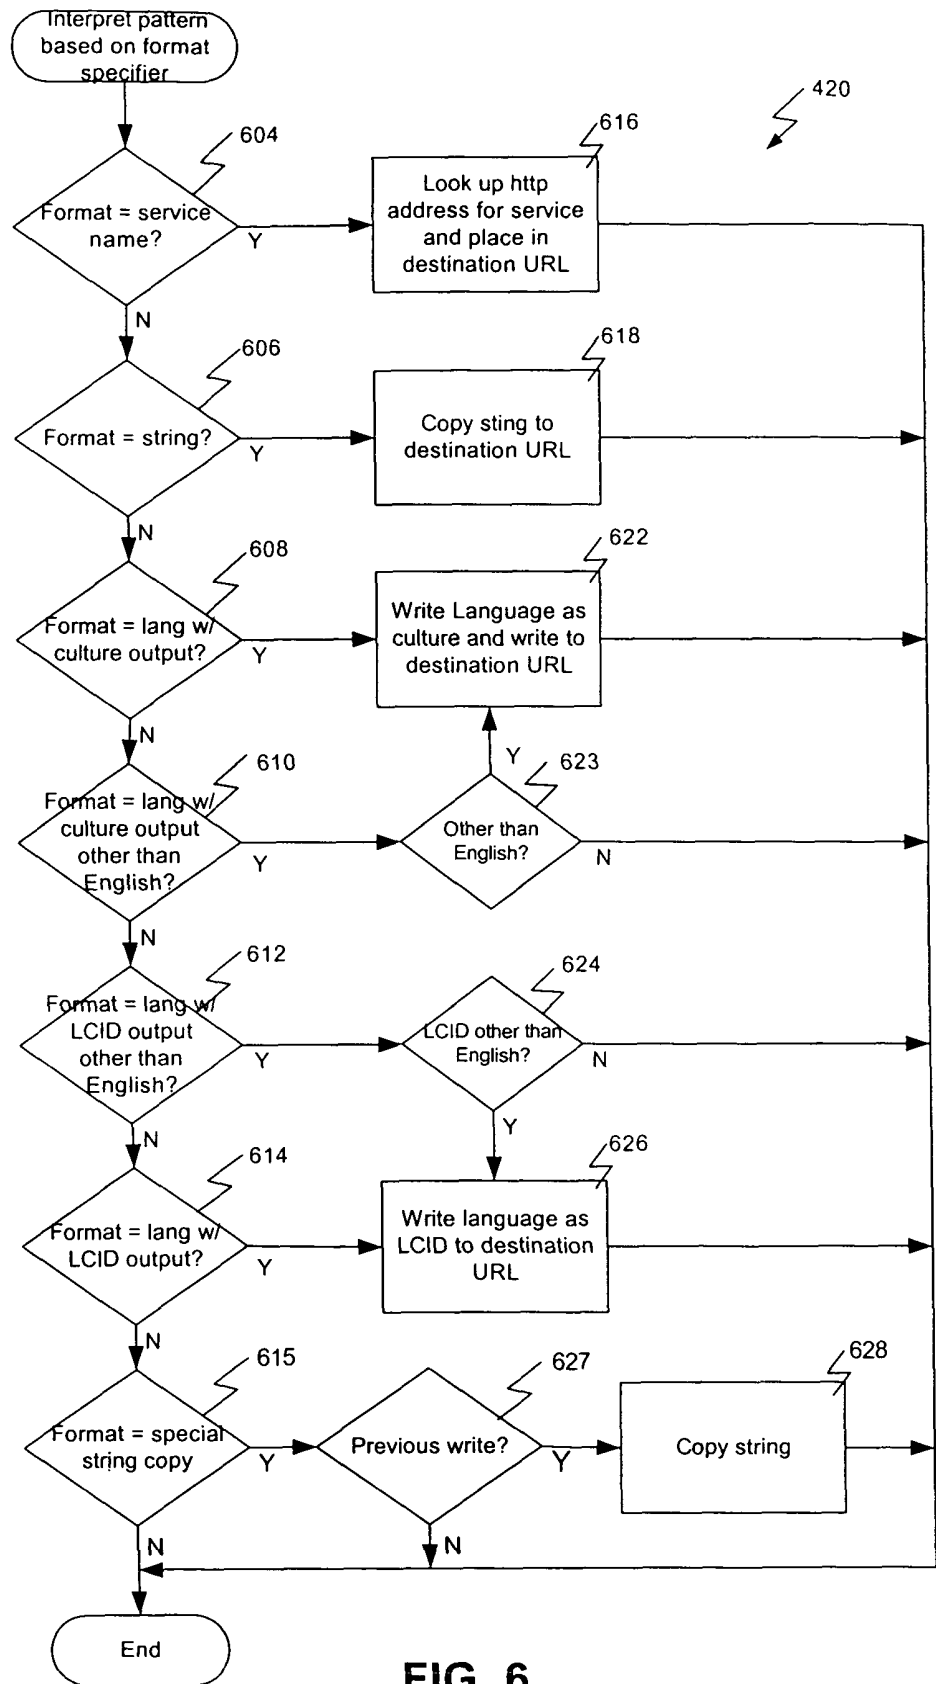 Interpret pattern
based on format
specifier
420
604
616
Format = service
name?
Y
Look up http
address for service
and place in
destination URL
N
606
618
Format = string?
Y
Copy sting to
destination URL
N
608
622
Format = lang w/
culture output?
Y
Write Language as
culture and write to
destination URL
N
610
Y
623
Format = lang w/
culture output
other than
English?
Y
Other than
English?
N
N
612
624
Format = lang w/
LCID output
other than
English?
Y
LCID other than
English?
N
N
Y
614
626
Format = lang w/
LCID output?
Y
Write language as
LCID to destination
URL
N
615
627
628
Format = special
string copy
Y
Previous write?
Y
Copy string
N
N
End
FIG. 6